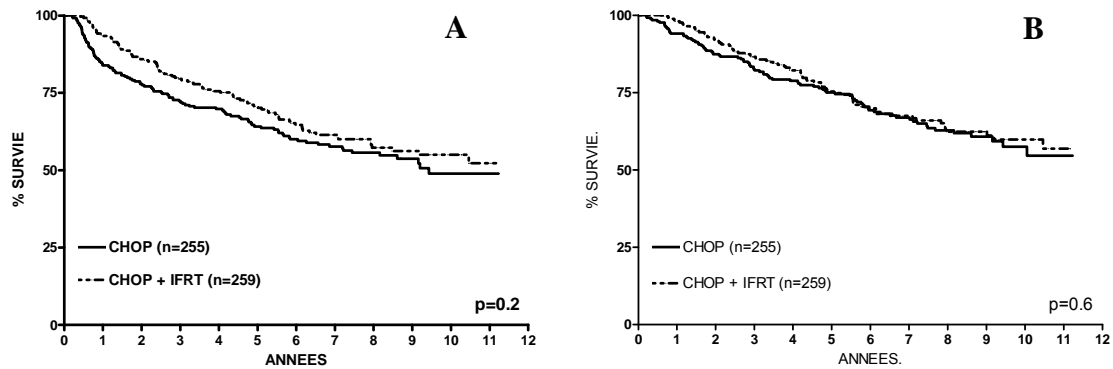 A
% SURVIE
100
75
50
25
0
CHOP (n=255)
CHOP + IFRT (n=259)
p=0.2
0 1 2 3 4 5 6 7 8 9 10 11 12
ANNEES
B
% SURVIE.
100
75
50
25
0
CHOP (n=255)
CHOP + IFRT (n=259)
p=0.6
0 1 2 3 4 5 6 7 8 9 10 11 12
ANNEES.